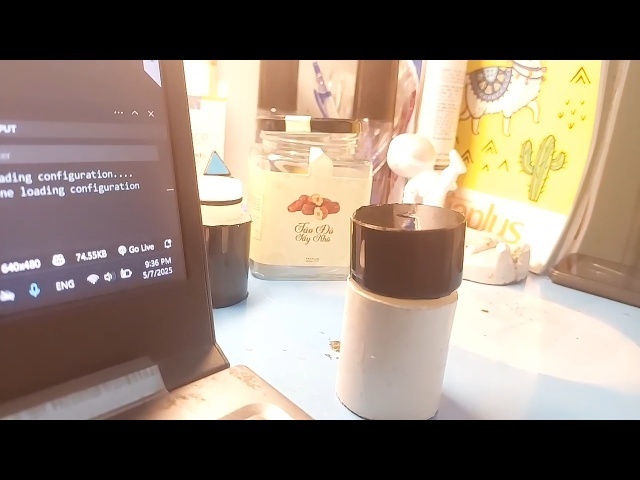 PUT
ading configuration....
ne loading configuration
640x480
74.55KB
Go Live
ENG
9:36 PM
5/7/2025
Táo Đỏ
Sấy Khô
plus